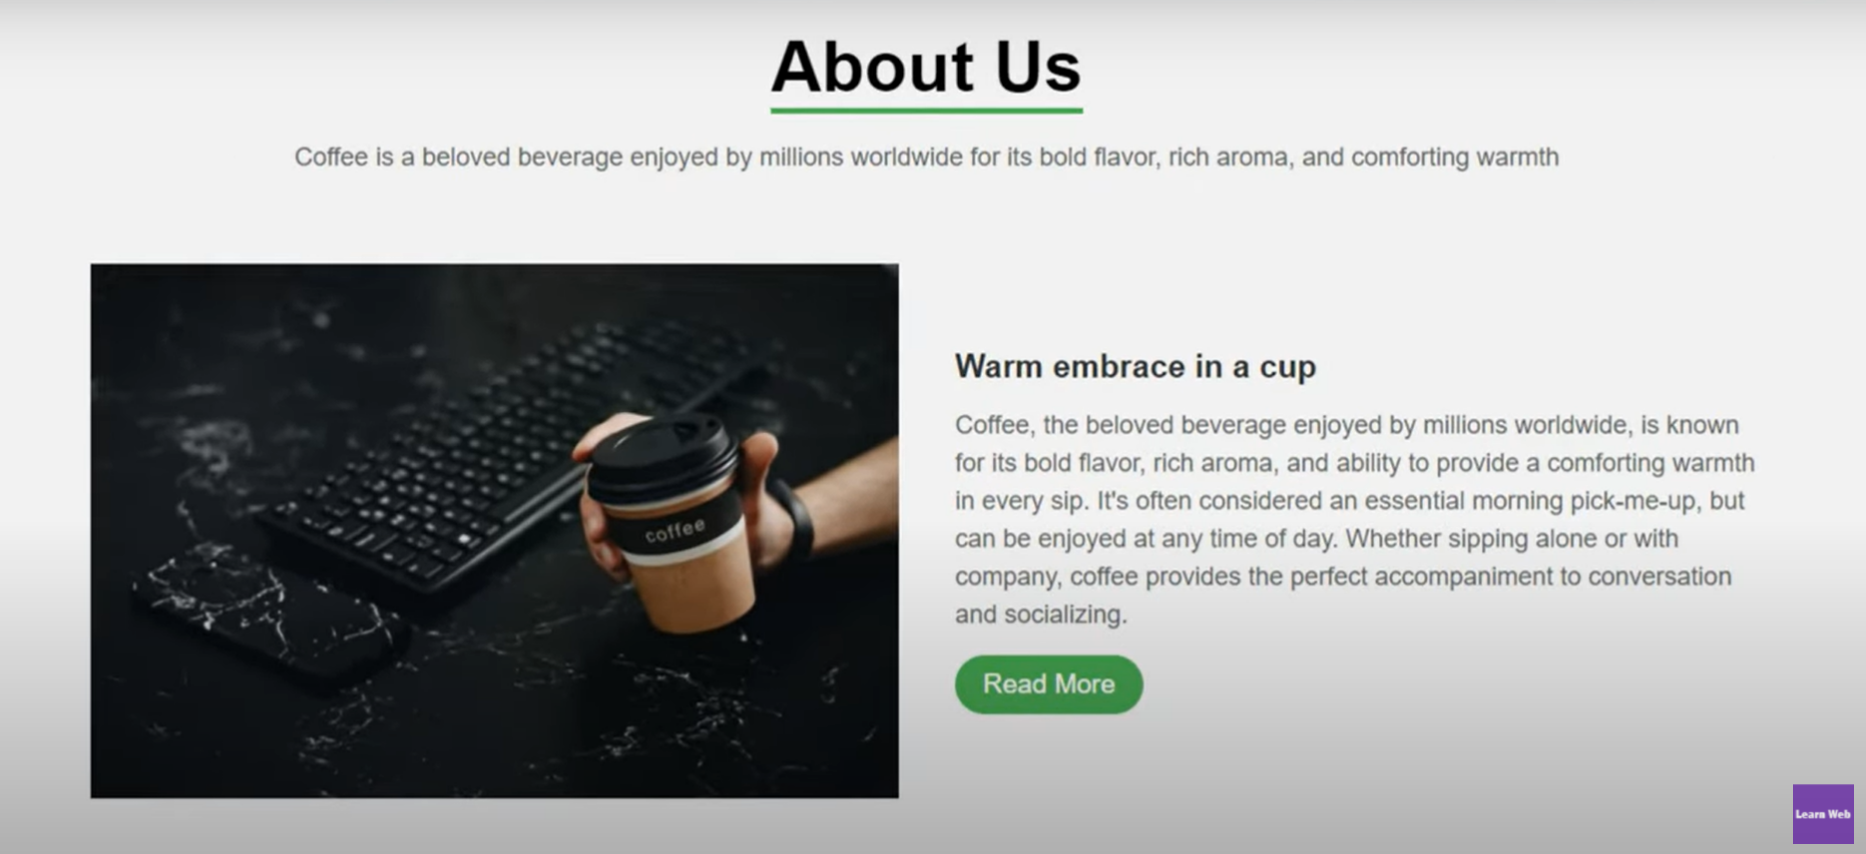 About Us
Coffee is a beloved beverage enjoyed by millions worldwide for its bold flavor, rich aroma, and comforting warmth
coffee
Warm embrace in a cup
Coffee, the beloved beverage enjoyed by millions worldwide, is known
for its bold flavor, rich aroma, and ability to provide a comforting warmth
in every sip. It's often considered an essential morning pick-me-up, but
can be enjoyed at any time of day. Whether sipping alone or with
company, coffee provides the perfect accompaniment to conversation
and socializing.
Read More
Learn Web